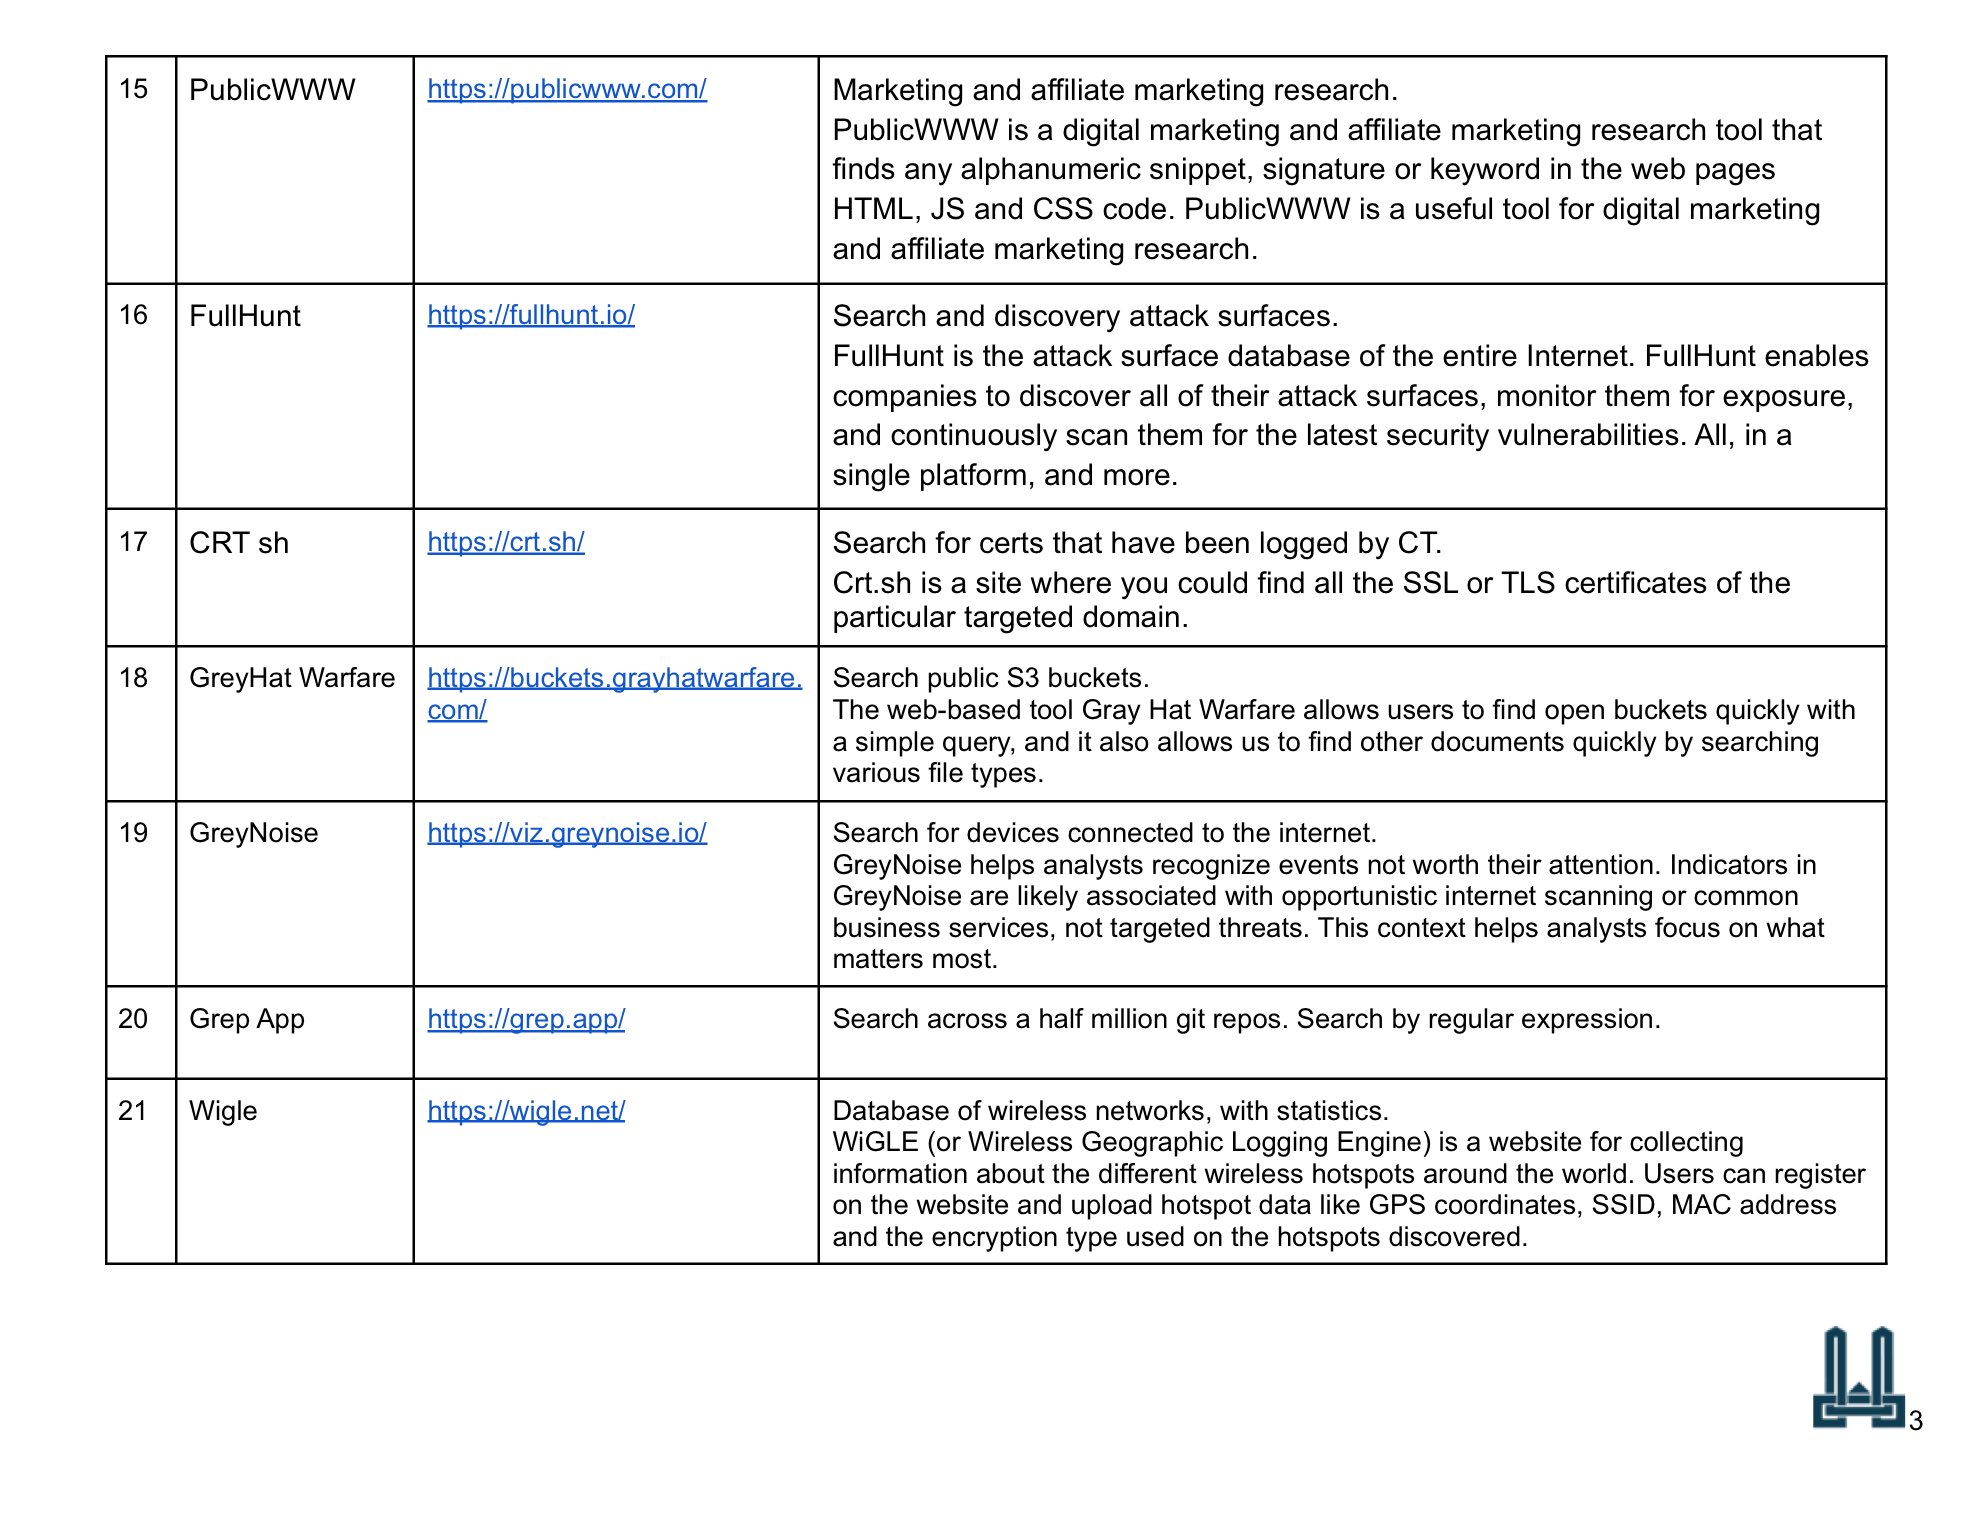 15 PublicWWW https://publicwww.com/ Marketing and affiliate marketing research.
PublicWWW is a digital marketing and affiliate marketing research tool that
finds any alphanumeric snippet, signature or keyword in the web pages
HTML, JS and CSS code. PublicWWW is a useful tool for digital marketing
and affiliate marketing research.
16 FullHunt https://fullhunt.io/ Search and discovery attack surfaces.
FullHunt is the attack surface database of the entire Internet. FullHunt enables
companies to discover all of their attack surfaces, monitor them for exposure,
and continuously scan them for the latest security vulnerabilities. All, in a
single platform, and more.
17 CRT sh https://crt.sh/ Search for certs that have been logged by CT.
Crt.sh is a site where you could find all the SSL or TLS certificates of the
particular targeted domain.
18 GreyHat Warfare https://buckets.grayhatwarfare. Search public S3 buckets.
com/ The web-based tool Gray Hat Warfare allows users to find open buckets quickly with
a simple query, and it also allows us to find other documents quickly by searching
various file types.
19 GreyNoise https://viz.greynoise.io/ Search for devices connected to the internet.
GreyNoise helps analysts recognize events not worth their attention. Indicators in
GreyNoise are likely associated with opportunistic internet scanning or common
business services, not targeted threats. This context helps analysts focus on what
matters most.
20 Grep App https://grep.app/ Search across a half million git repos. Search by regular expression.
21 Wigle https://wigle.net/ Database of wireless networks, with statistics.
WiGLE (or Wireless Geographic Logging Engine) is a website for collecting
information about the different wireless hotspots around the world. Users can register
on the website and upload hotspot data like GPS coordinates, SSID, MAC address
and the encryption type used on the hotspots discovered.
3